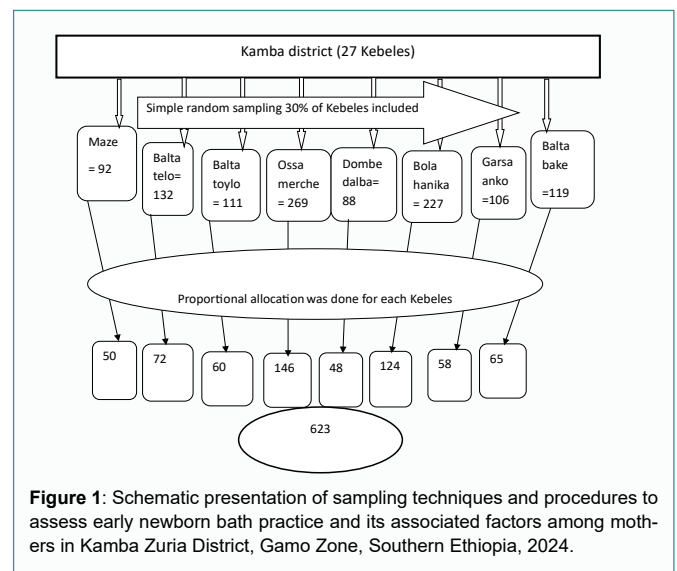 Kamba district (27 Kebeles)
Simple random sampling 30% of Kebeles included
Maze
= 92
Balta
telo=
132
Balta
toylo
= 111
Ossa
merche
= 269
Dombe
dalba=
88
Bola
hanika
= 227
Garsa
anko
=106
Balta
bake
=119
Proportional allocation was done for each Kebeles
50
72
60
146
48
124
58
65
623
Figure 1: Schematic presentation of sampling techniques and procedures to
assess early newborn bath practice and its associated factors among moth-
ers in Kamba Zuria District, Gamo Zone, Southern Ethiopia, 2024.